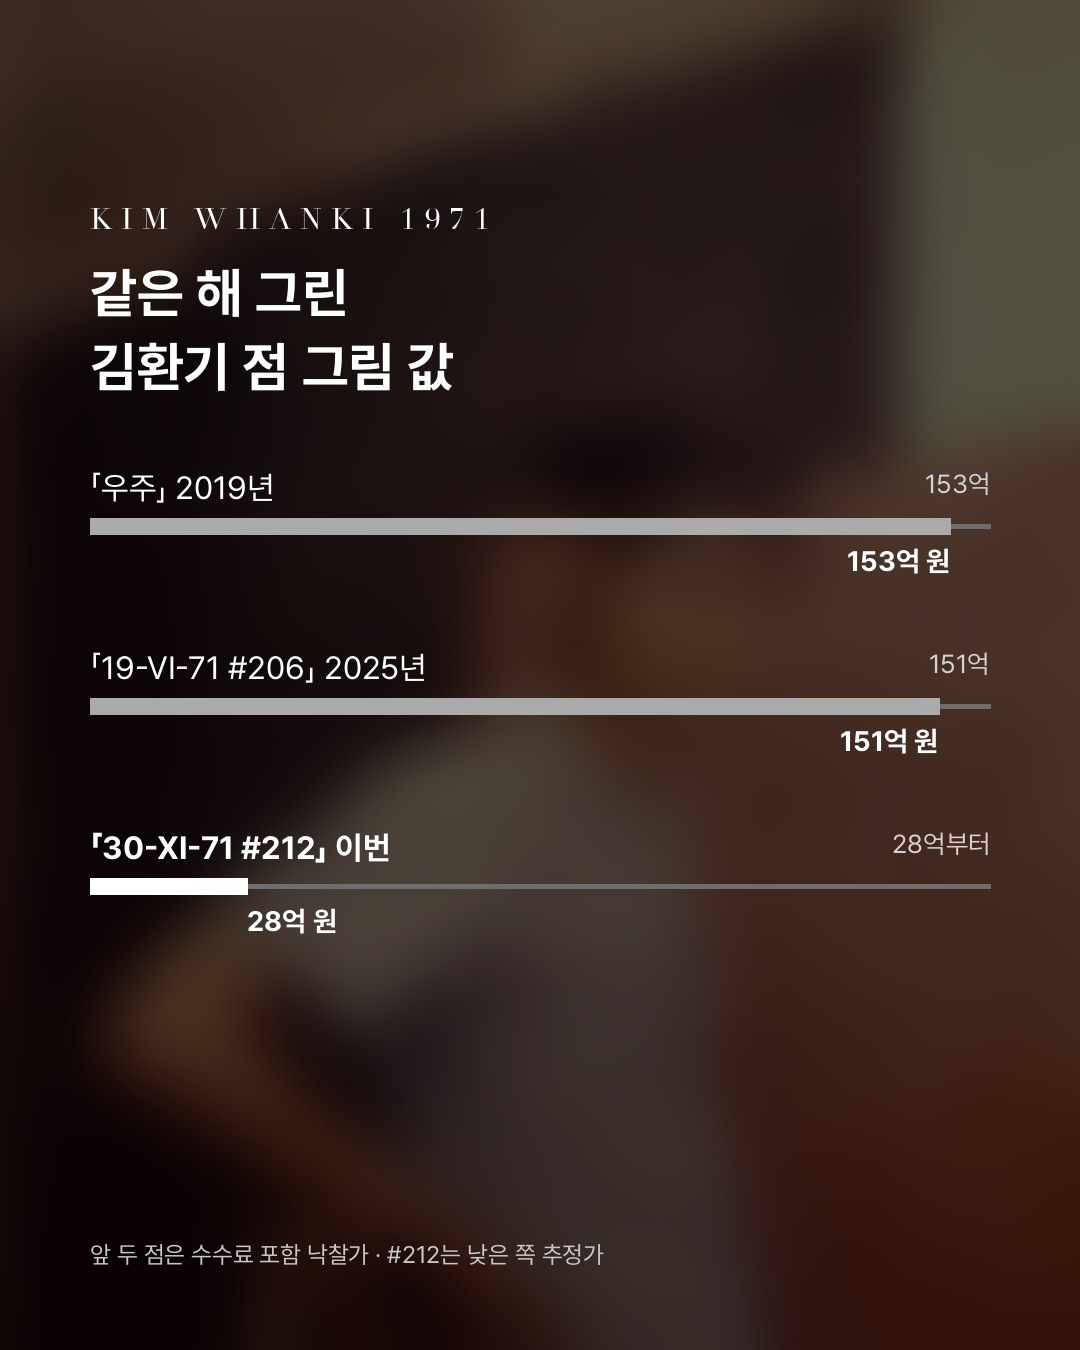 KIM WHANKI 1971
같은 해 그린
김환기 점 그림 값
「우주」 2019년
153억
153억 원
「19-VI-71 #206」 2025년
151억
151억 원
「30-XI-71 #212」 이번
28억부터
28억 원
앞 두 점은 수수료 포함 낙찰가 · #212는 낮은 쪽 추정가